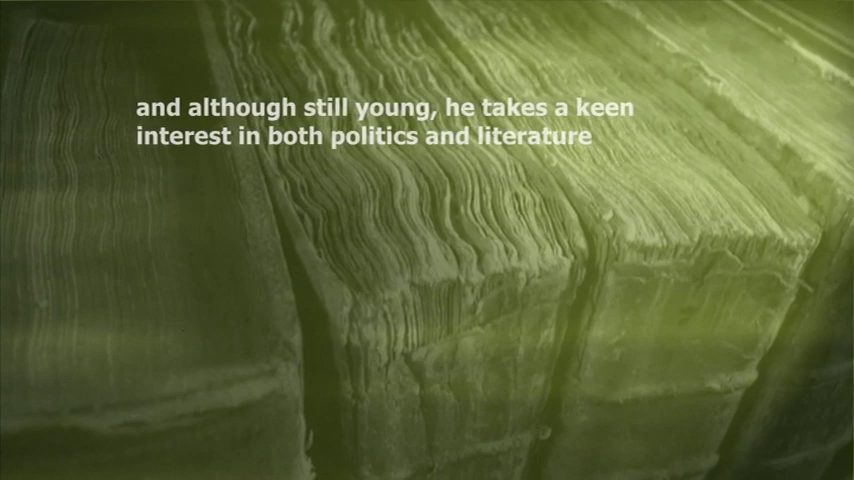 and although still young, he takes a keen
interest in both politics and literature